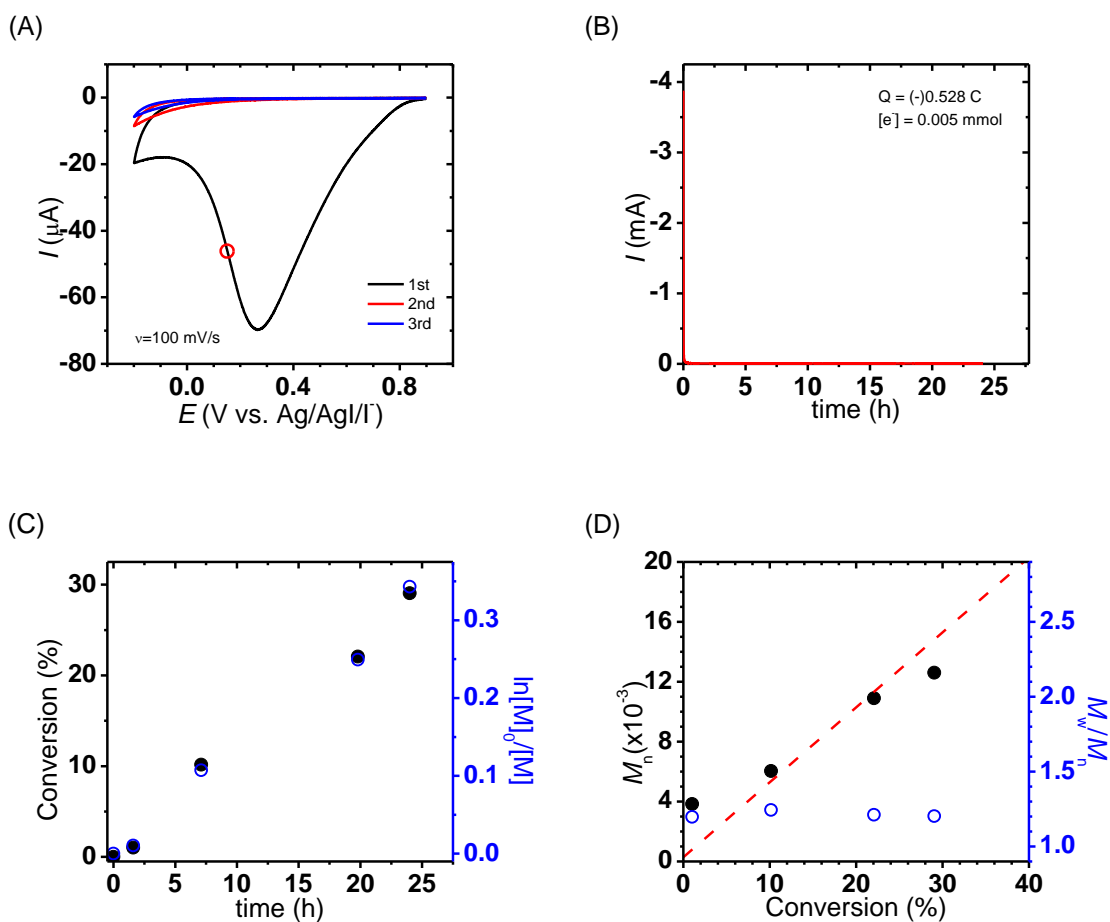 (A)
0
-20
-40
-60
-80
I (μA)
1st
2nd
3rd
ν=100 mV/s
0.0 0.4 0.8
E (V vs. Ag/AgI/I⁻)
(B)
-4
-3
-2
-1
0
I (mA)
Q = (-)0.528 C
[e⁻] = 0.005 mmol
0 5 10 15 20 25
time (h)
(C)
30
20
10
0
Conversion (%)
0.3
0.2
0.1
0.0
ln[M]₀/[M]
0 5 10 15 20 25
time (h)
(D)
20
16
12
8
4
0
Mₙ(x10⁻³)
2.5
2.0
1.5
1.0
M_w/Mₙ
0 10 20 30 40
Conversion (%)